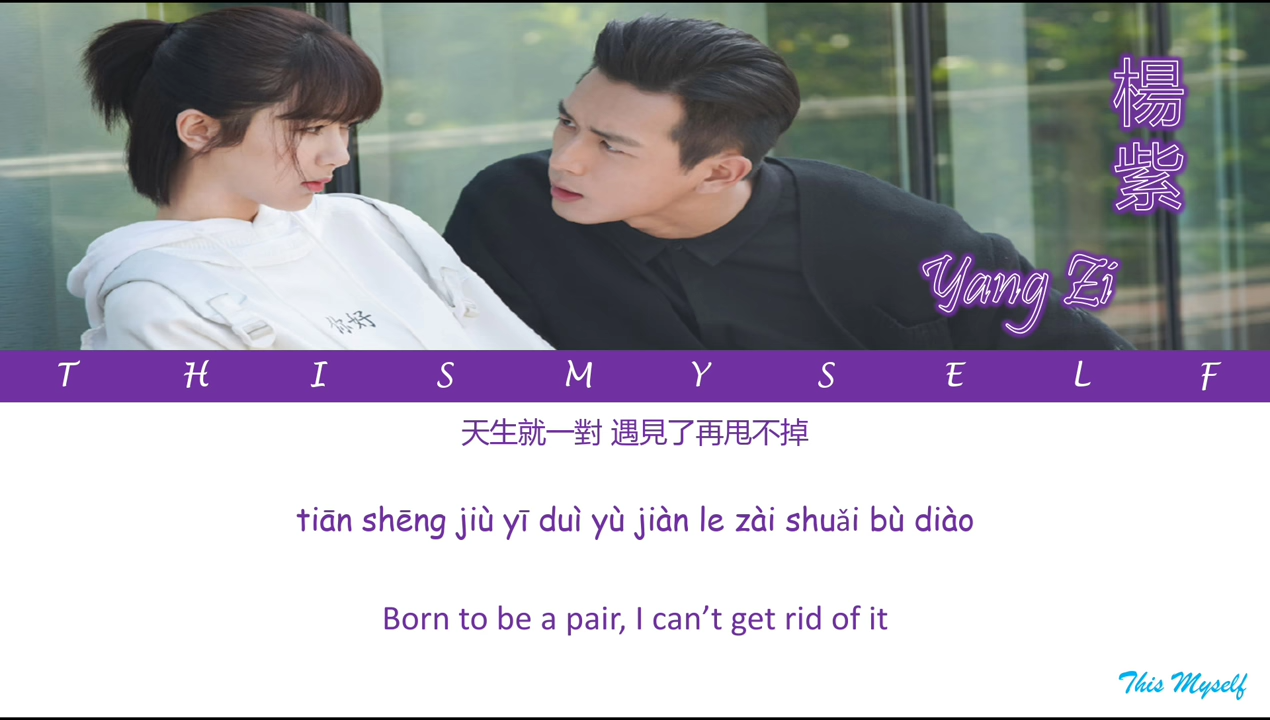 楊紫
Yang Zi
你好
THISMYSELF
天生就一對 遇見了再甩不掉
tiān shēng jiù yī duì yù jiàn le zài shuǎi bù diào
Born to be a pair, I can’t get rid of it
This Myself